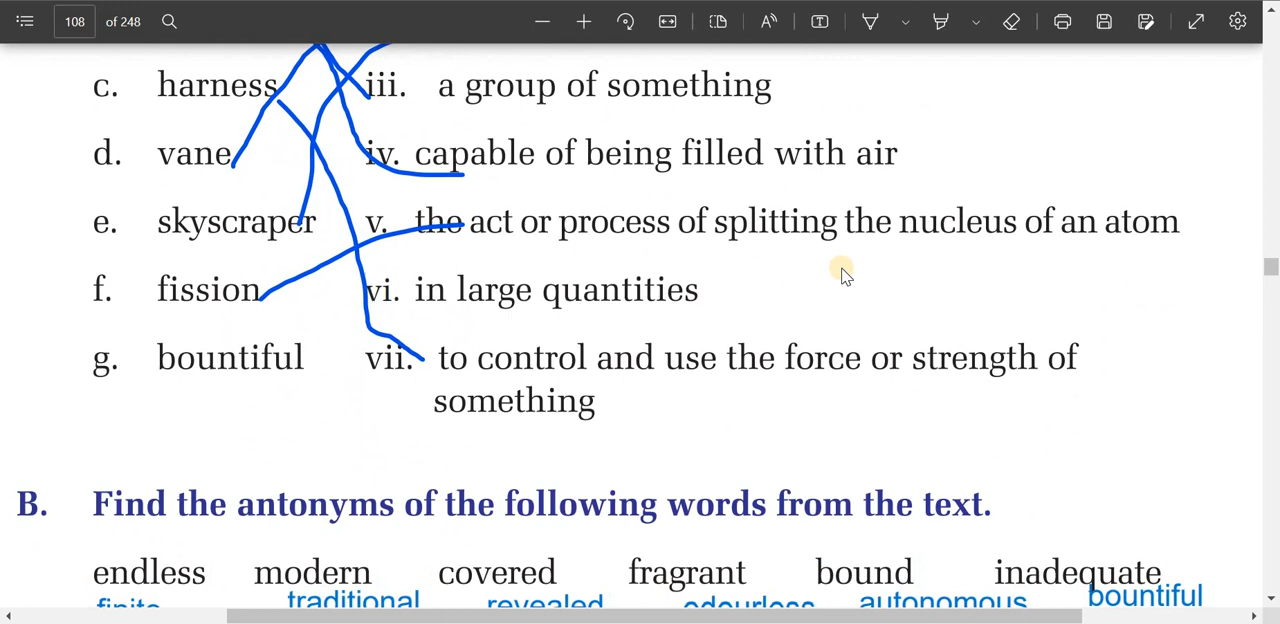 108 of 248
c. harness iii. a group of something
d. vane iv. capable of being filled with air
e. skyscraper v. the act or process of splitting the nucleus of an atom
f. fission vi. in large quantities
g. bountiful vii. to control and use the force or strength of
something
B. Find the antonyms of the following words from the text.
endless modern covered fragrant bound inadequate
finite traditional revealed odourless autonomous bountiful